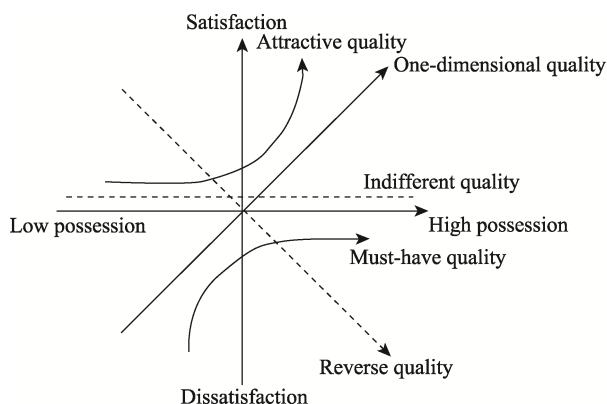 Satisfaction
Attractive quality
One-dimensional quality
Indifferent quality
Low possession
High possession
Must-have quality
Reverse quality
Dissatisfaction